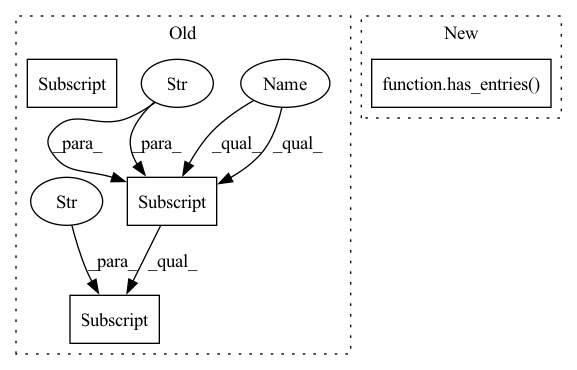 Old
New
Subscript
Str
Name
function.has_entries()
_para_
_para_
_qual_
_qual_
Str
Subscript
_para_
_qual_
Subscript